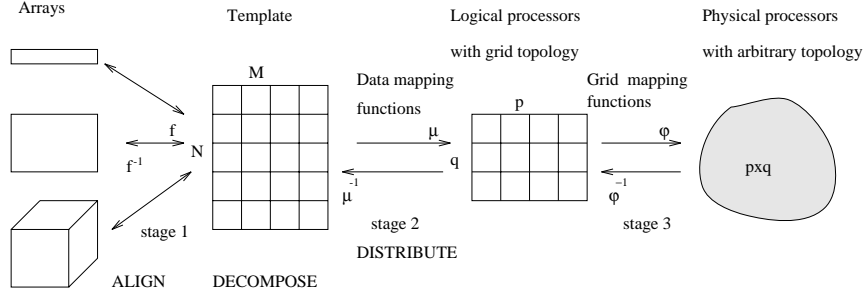 Arrays
Template
Logical processors
with grid topology
Physical processors
with arbitrary topology
M
Data mapping
functions
p
Grid mapping
functions
f
f-1
N
μ
μ-1
q
φ
φ-1
pxq
stage 1
stage 2
stage 3
ALIGN
DECOMPOSE
DISTRIBUTE